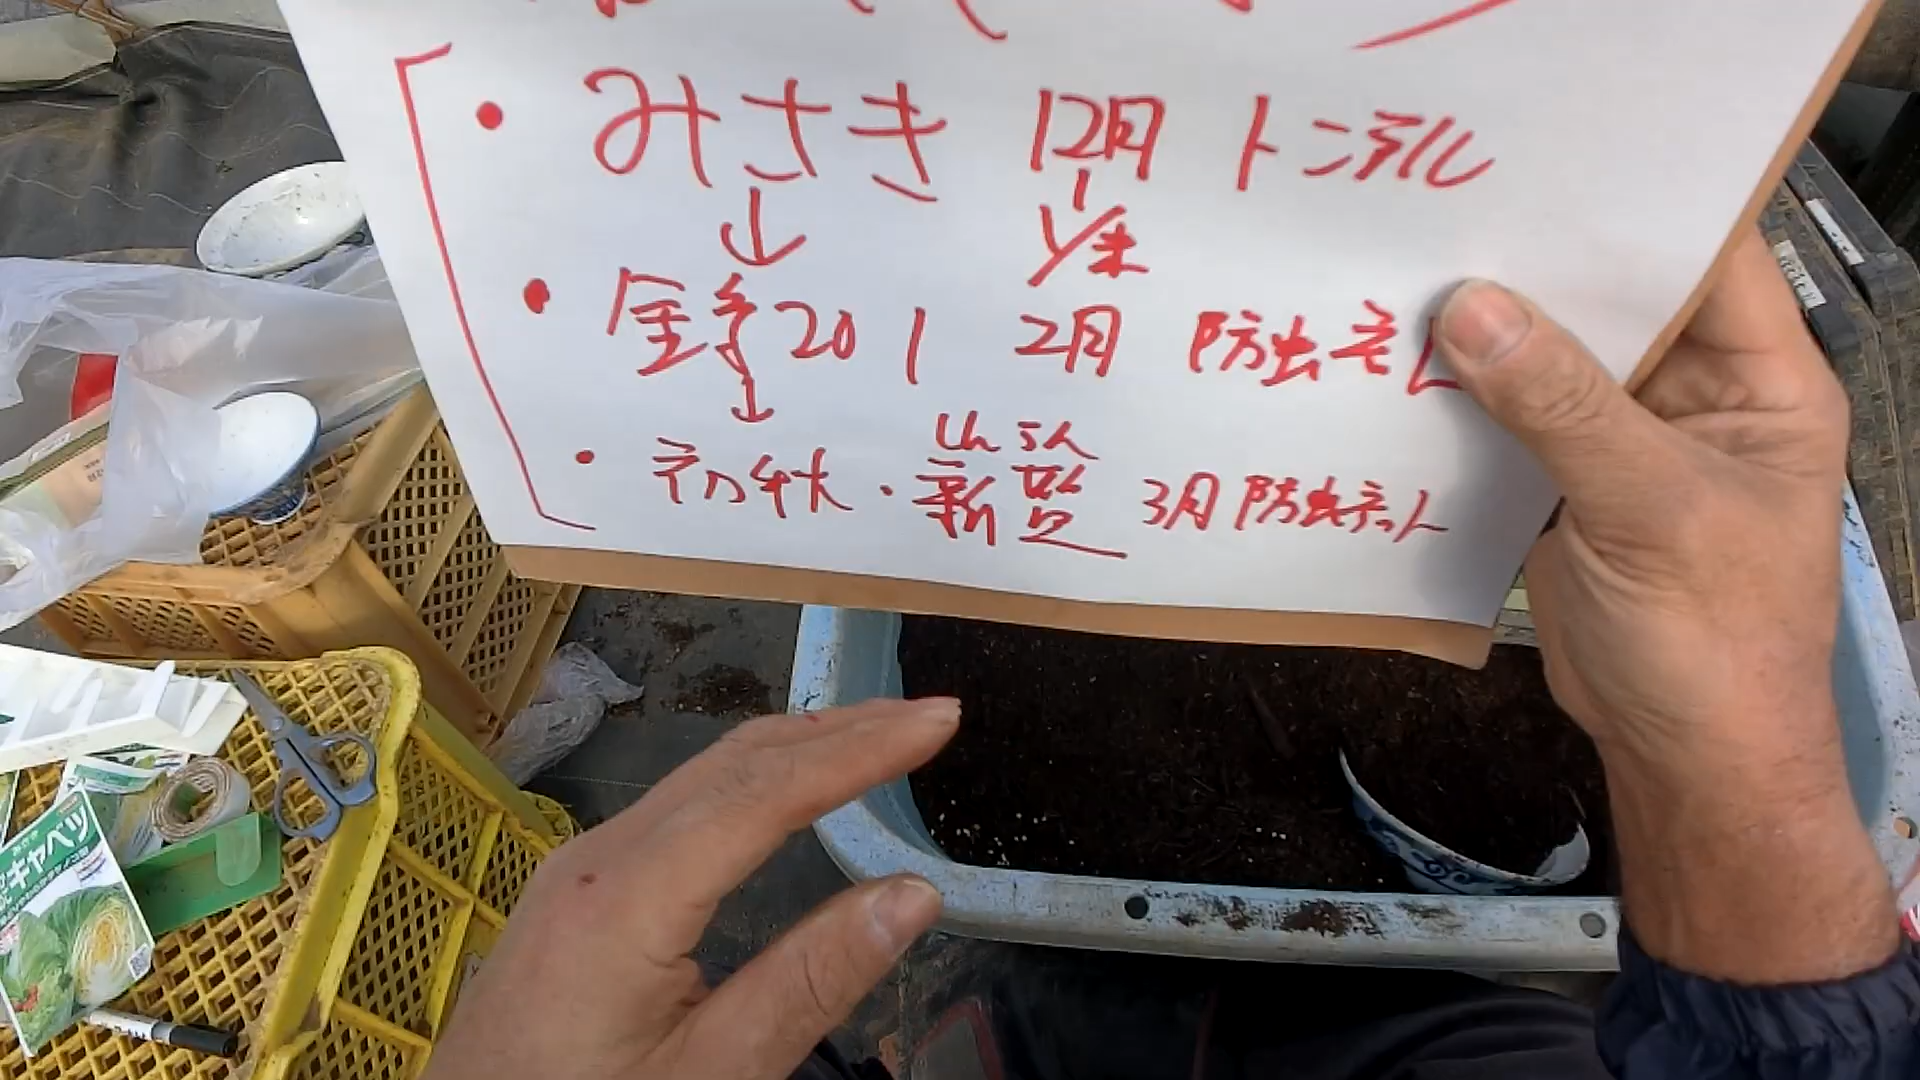 ・みさき 12月 トンネル
↓ 1/末
・金系201 2月 防虫ネ
↓
・初秋・新藍 3月 防虫ネット
しん らん
キャベツ